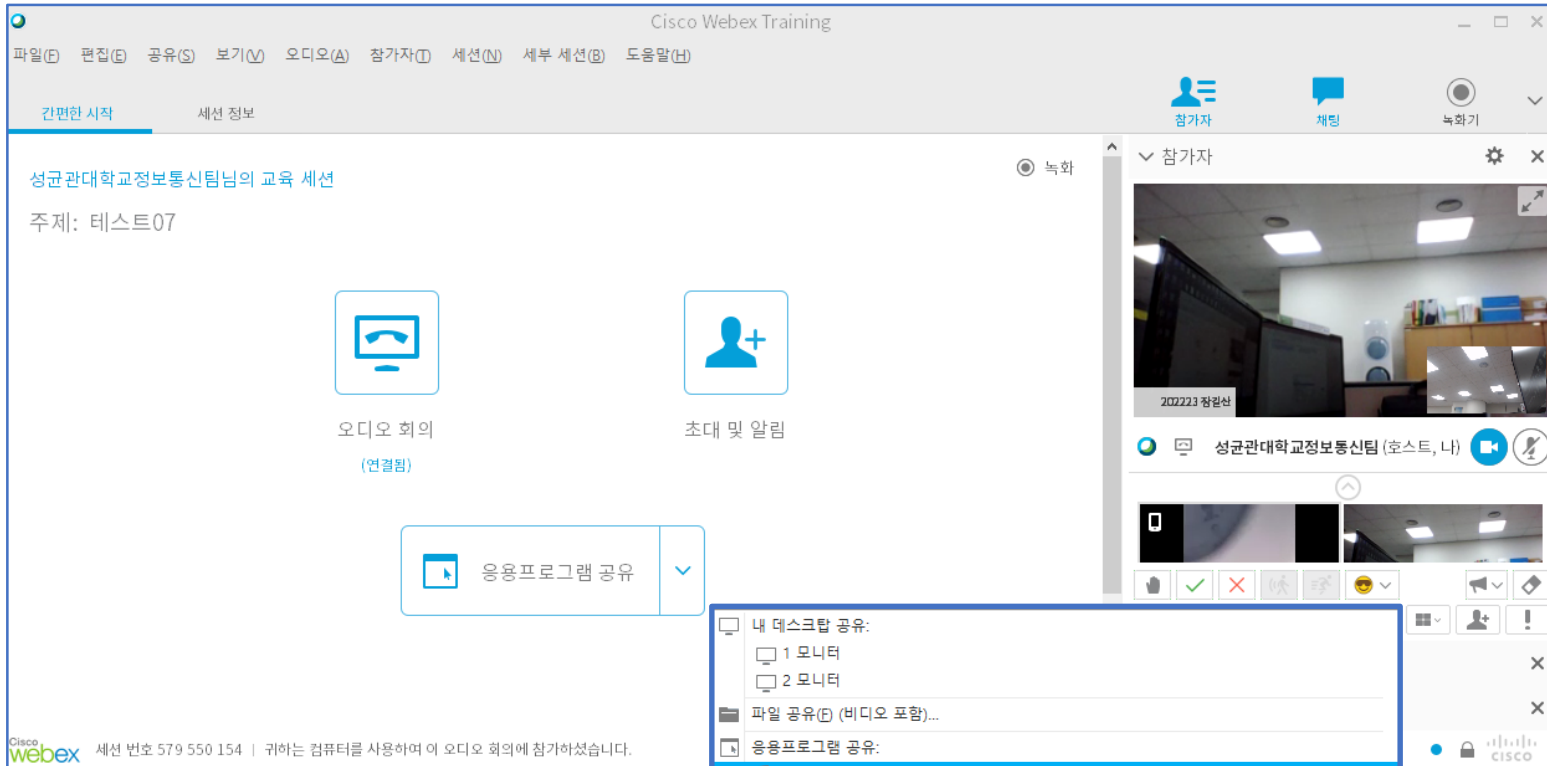 Cisco Webex Training
파일(F) 편집(E) 공유(S) 보기(V) 오디오(A) 참가자(T) 세션(N) 세부 세션(B) 도움말(H)
간편한 시작 세션 정보
참가자 채팅 녹화기
성균관대학교정보통신팀님의 교육 세션
녹화
주제: 테스트07
오디오 회의
(연결됨)
초대 및 알림
응용프로그램 공유
참가자
202223 장길산
성균관대학교정보통신팀 (호스트, 나)
내 데스크탑 공유:
1 모니터
2 모니터
파일 공유(F) (비디오 포함)...
응용프로그램 공유:
Cisco webex 세션 번호 579 550 154 | 귀하는 컴퓨터를 사용하여 이 오디오 회의에 참가하셨습니다.
CISCO